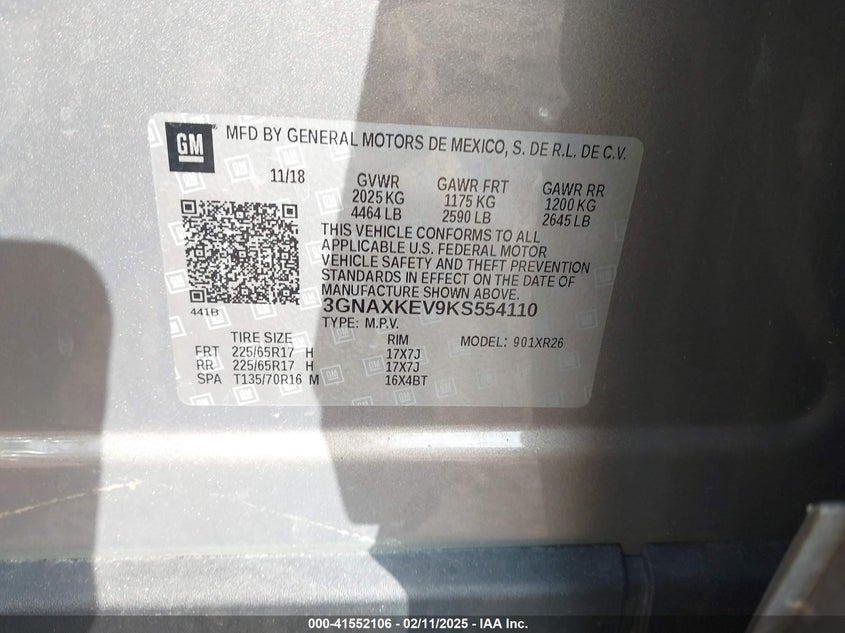 GM
MFD BY GENERAL MOTORS DE MEXICO, S. DE R.L. DE C.V.
11/18 GVWR GAWR FRT GAWR RR
2025 KG 1175 KG 1200 KG
4464 LB 2590 LB 2645 LB
THIS VEHICLE CONFORMS TO ALL
APPLICABLE U.S. FEDERAL MOTOR
VEHICLE SAFETY AND THEFT PREVENTION
STANDARDS IN EFFECT ON THE DATE OF
MANUFACTURE SHOWN ABOVE.
441B 3GNAXKEV9KS554110
TYPE: M.P.V.
TIRE SIZE RIM MODEL: 901XR26
FRT 225/65R17 H 17X7J
RR 225/65R17 H 17X7J
SPA T135/70R16 M 16X4BT
000-41552106 - 02/11/2025 - IAA Inc.